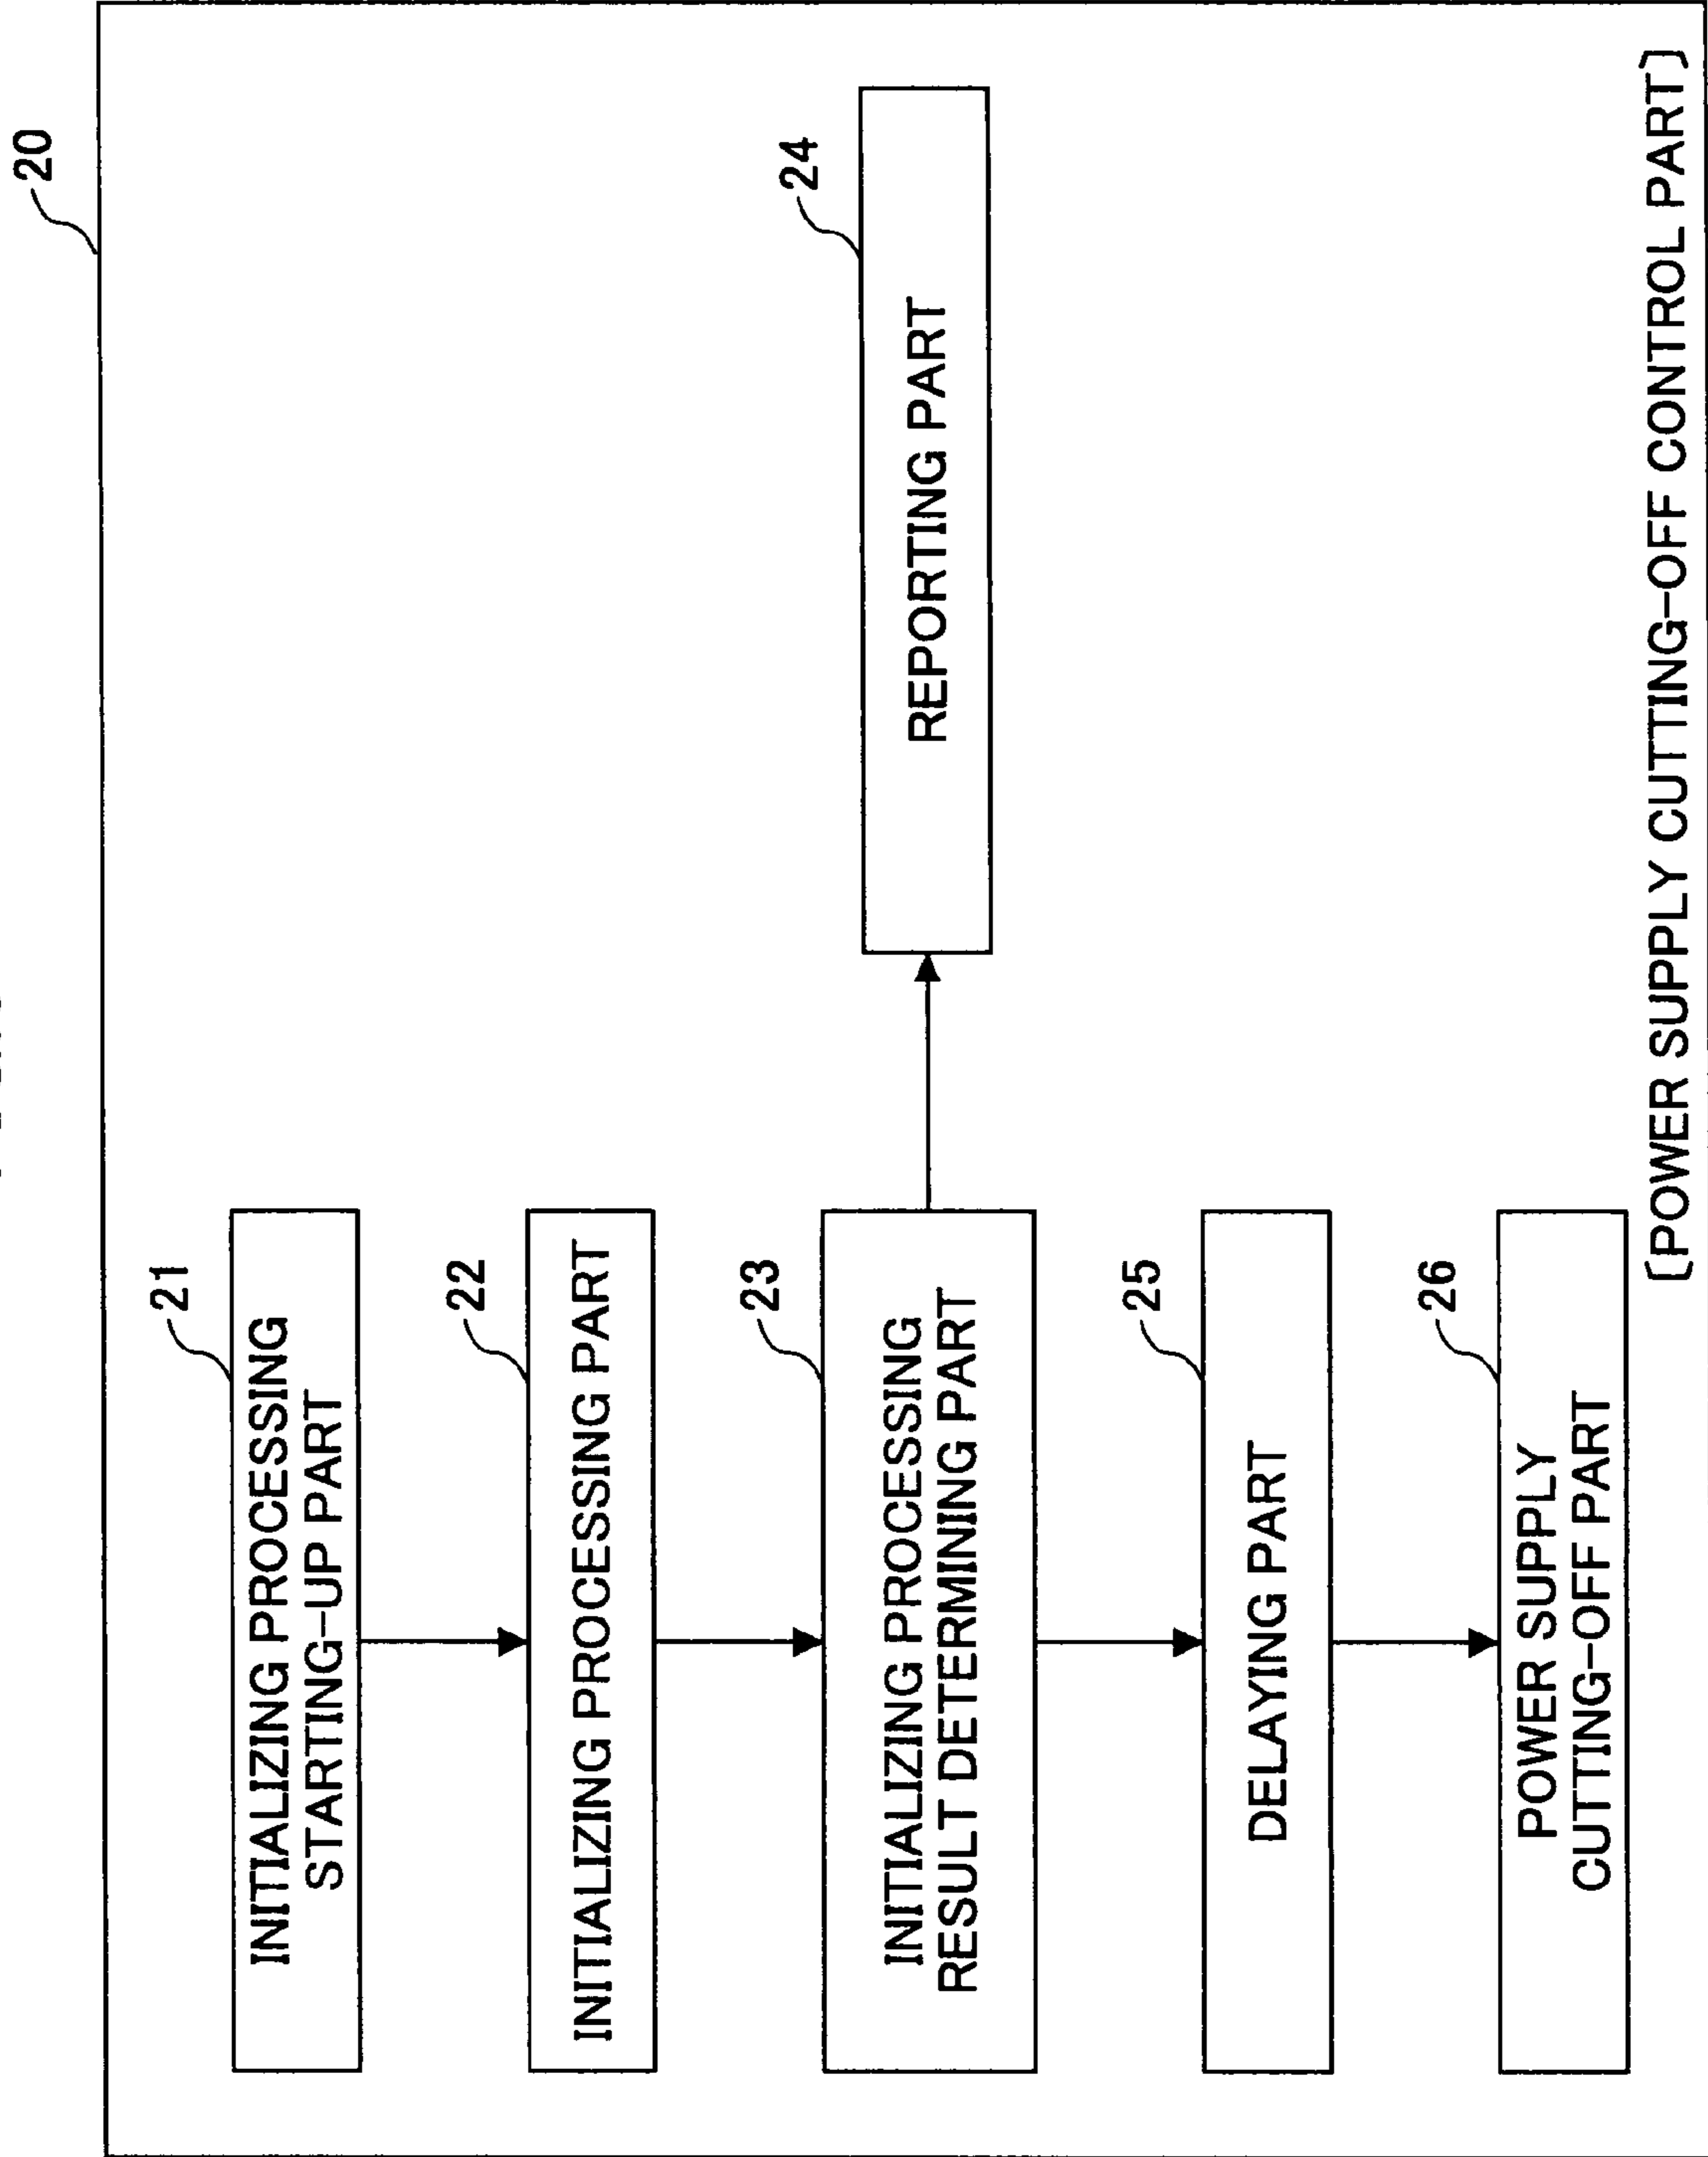 20
21
INITIALIZING PROCESSING
STARTING-UP PART
22
INITIALIZING PROCESSING PART
23
INITIALIZING PROCESSING
RESULT DETERMINING PART
24
REPORTING PART
25
DELAYING PART
26
POWER SUPPLY
CUTTING-OFF PART
[POWER SUPPLY CUTTING-OFF CONTROL PART]